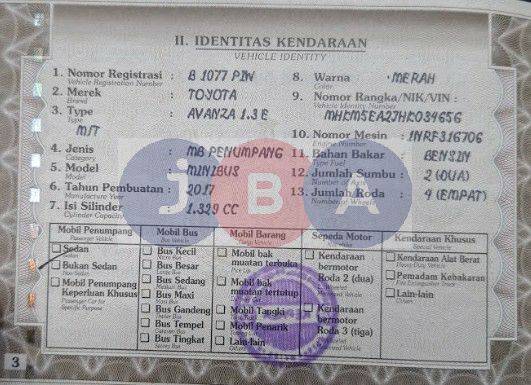 II. IDENTITAS KENDARAAN
VEHICLE IDENTITY
1. Nomor Registrasi : B 1077 PIW
Vehicle Registration Number
2. Merek : TOYOTA
Brand
3. Type : AVANZA 1.3 E
Type
M/T
4. Jenis : MB PENUMPANG
Category
5. Model : MINIBUS
Model
6. Tahun Pembuatan : 2017
Manufacture Year
7. Isi Silinder : 1.329 CC
Cylinder Capacity
8. Warna : MERAH
Color
9. Nomor Rangka/NIK/VIN :
Vehicle Identity Number
MHKM5EA27HK034656
10. Nomor Mesin : 1NRF316706
Engine Number
11. Bahan Bakar : BENSIN
Type Fuel
12. Jumlah Sumbu : 2 (DUA)
Number of Axles
13. Jumlah Roda : 4 (EMPAT)
Number of Wheels
JBA
Mobil Penumpang
Passenger Vehicle
Sedan
Bukan Sedan
Mobil Penumpang
Keperluan Khusus
Passenger Car for
Specific Purpose
Mobil Bus
Bus Vehicle
Bus Kecil
Bus Besar
Bus Sedang
Bus Maxi
Bus Gandeng
Bus Tempel
Bus Tingkat
Mobil Barang
Mobil bak
muatan terbuka
Mobil bak
muatan tertutup
Mobil Tangki
Mobil Penarik
Lain-lain
Sepeda Motor
Kendaraan
bermotor
Roda 2 (dua)
Kendaraan
bermotor
Roda 3 (tiga)
Kendaraan Khusus
Special Vehicle
Kendaraan Alat Berat
Pemadam Kebakaran
Lain-lain
3